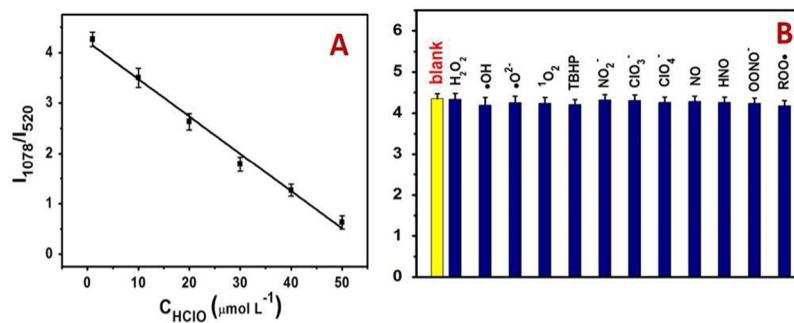 A
4
3
2
1
0
I1078/I520
0 10 20 30 40 50
CHClO (μmol L-1)
B
6
5
4
3
2
1
0
blank
H2O2
•OH
•O2-
1O2
TBHP
NO2-
ClO3-
ClO4-
NO
HNO
OONO-
ROO•